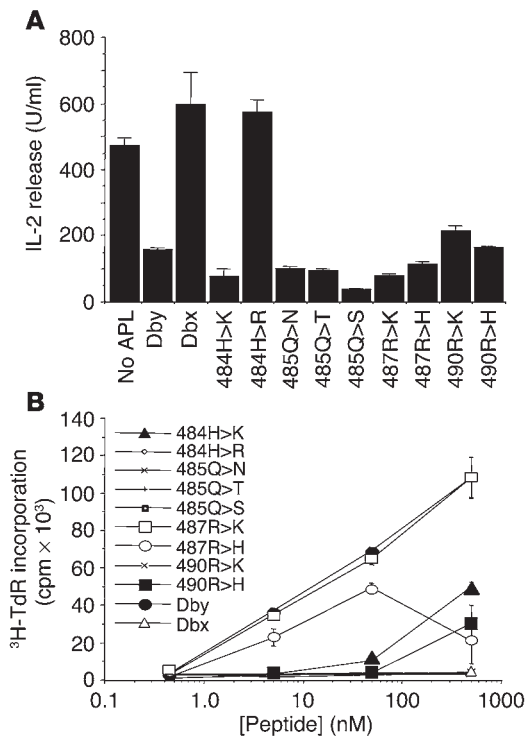 A
IL-2 release (U/ml)
800
600
400
200
0
No APL
Dby
Dbx
484H>K
484H>R
485Q>N
485Q>T
485Q>S
487R>K
487R>H
490R>K
490R>H
B
³H-TdR incorporation
(cpm × 10³)
140
120
100
80
60
40
20
0
484H>K
484H>R
485Q>N
485Q>T
485Q>S
487R>K
487R>H
490R>K
490R>H
Dby
Dbx
0.1
1.0
10
100
1000
[Peptide] (nM)